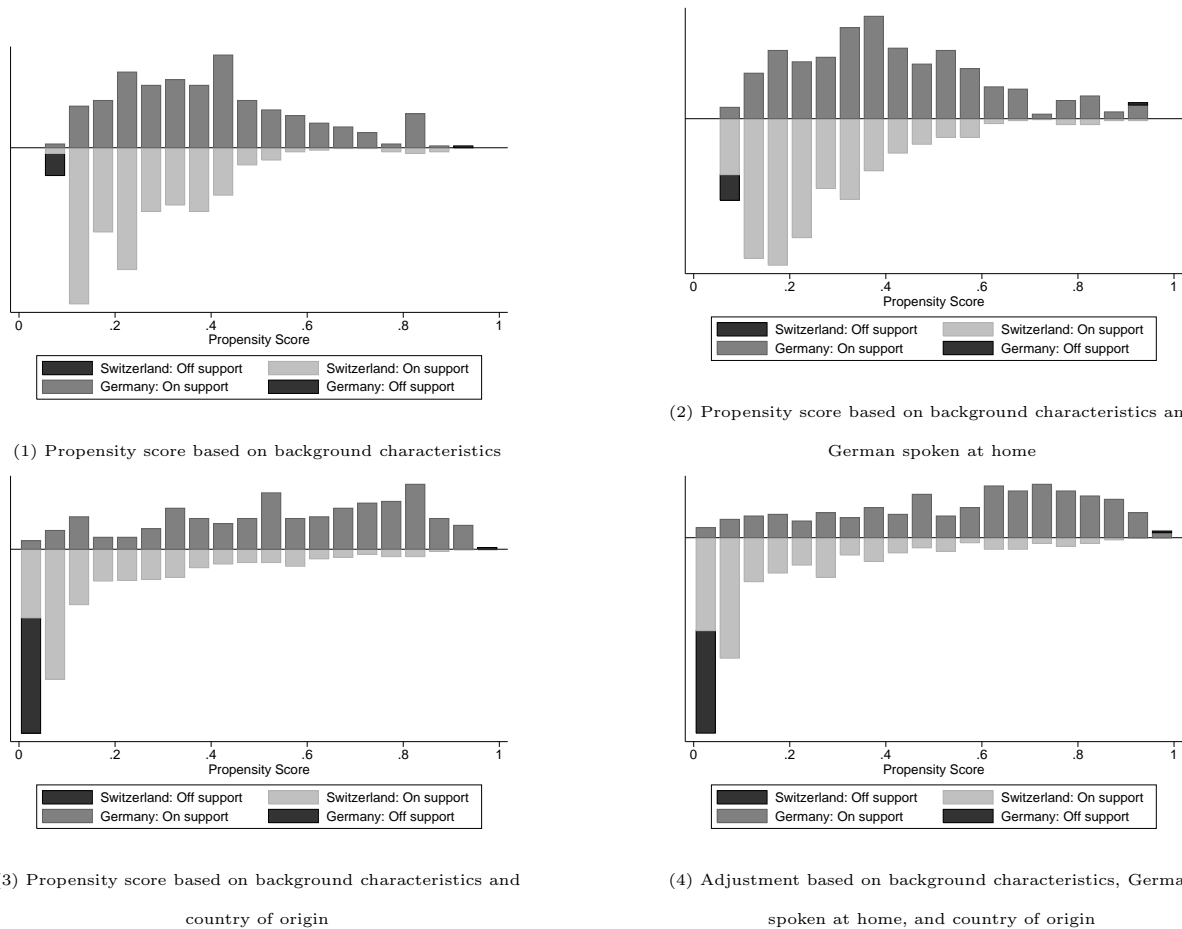 0 .2 .4 .6 .8 1
Propensity Score
Switzerland: Off support Switzerland: On support
Germany: On support Germany: Off support
(1) Propensity score based on background characteristics
0 .2 .4 .6 .8 1
Propensity Score
Switzerland: Off support Switzerland: On support
Germany: On support Germany: Off support
(2) Propensity score based on background characteristics an
German spoken at home
0 .2 .4 .6 .8 1
Propensity Score
Switzerland: Off support Switzerland: On support
Germany: On support Germany: Off support
3) Propensity score based on background characteristics and
country of origin
0 .2 .4 .6 .8 1
Propensity Score
Switzerland: Off support Switzerland: On support
Germany: On support Germany: Off support
(4) Adjustment based on background characteristics, Germa
spoken at home, and country of origin